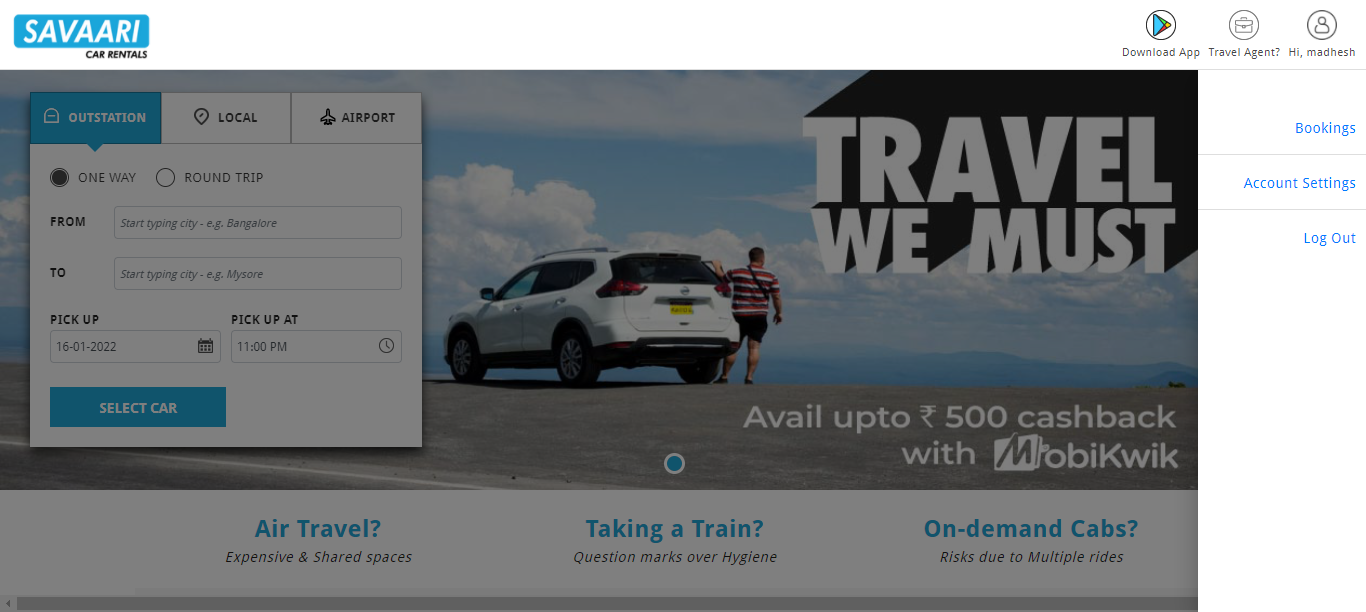 SAVAARI
CAR RENTALS
Download App
Travel Agent?
Hi, madhesh
OUTSTATION
LOCAL
AIRPORT
ONE WAY
ROUND TRIP
FROM
Start typing city - e.g. Bangalore
TO
Start typing city - e.g. Mysore
PICK UP
PICK UP AT
16-01-2022
11:00 PM
SELECT CAR
TRAVEL
WE MUST
Avail upto ₹ 500 cashback
with MobiKwik
Bookings
Account Settings
Log Out
Air Travel?
Expensive & Shared spaces
Taking a Train?
Question marks over Hygiene
On-demand Cabs?
Risks due to Multiple rides